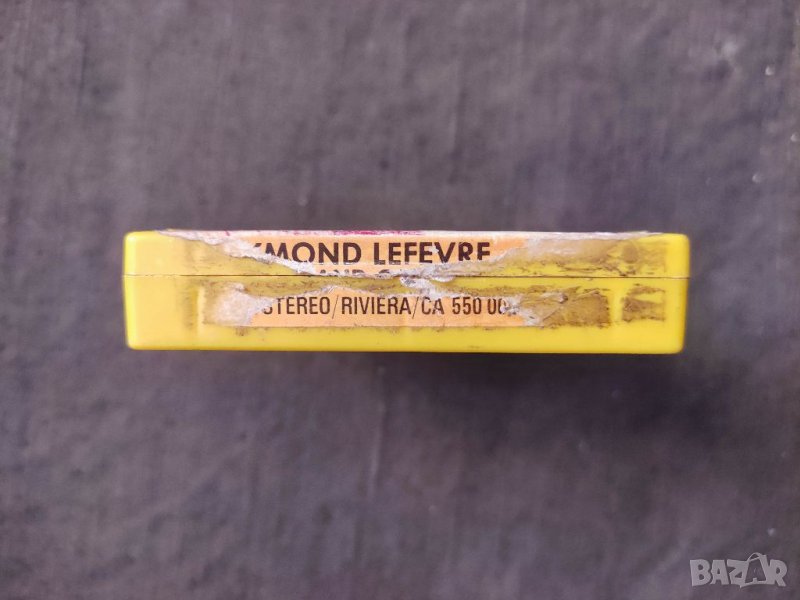 YMOND LEFEVRE
STEREO/RIVIERA/CA 550 00
BAZAR